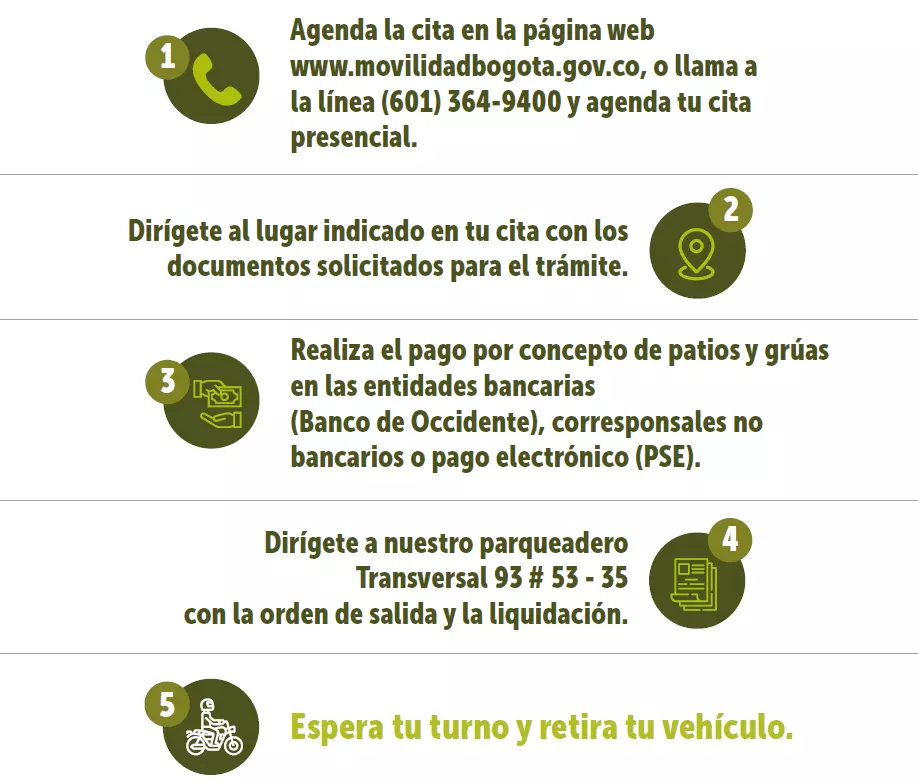 1
Agenda la cita en la página web
www.movilidadbogota.gov.co, o llama a
la línea (601) 364-9400 y agenda tu cita
presencial.
2
Dirígete al lugar indicado en tu cita con los
documentos solicitados para el trámite.
3
Realiza el pago por concepto de patios y grúas
en las entidades bancarias
(Banco de Occidente), corresponsales no
bancarios o pago electrónico (PSE).
4
Dirígete a nuestro parqueadero
Transversal 93 # 53 - 35
con la orden de salida y la liquidación.
5
Espera tu turno y retira tu vehículo.